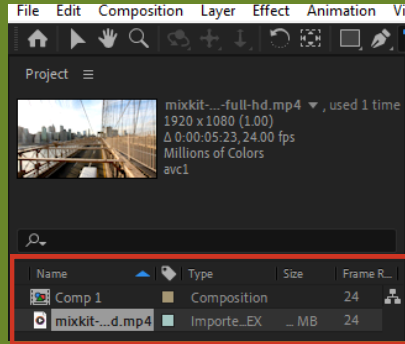 File Edit Composition Layer Effect Animation Vi
Project
mixkit-...-full-hd.mp4 ▼ , used 1 time
1920 x 1080 (1.00)
Δ 0:00:05:23, 24.00 fps
Millions of Colors
avc1
Name Type Size Frame R...
Comp 1 Composition 24
mixkit-...d.mp4 Importe...EX ... MB 24